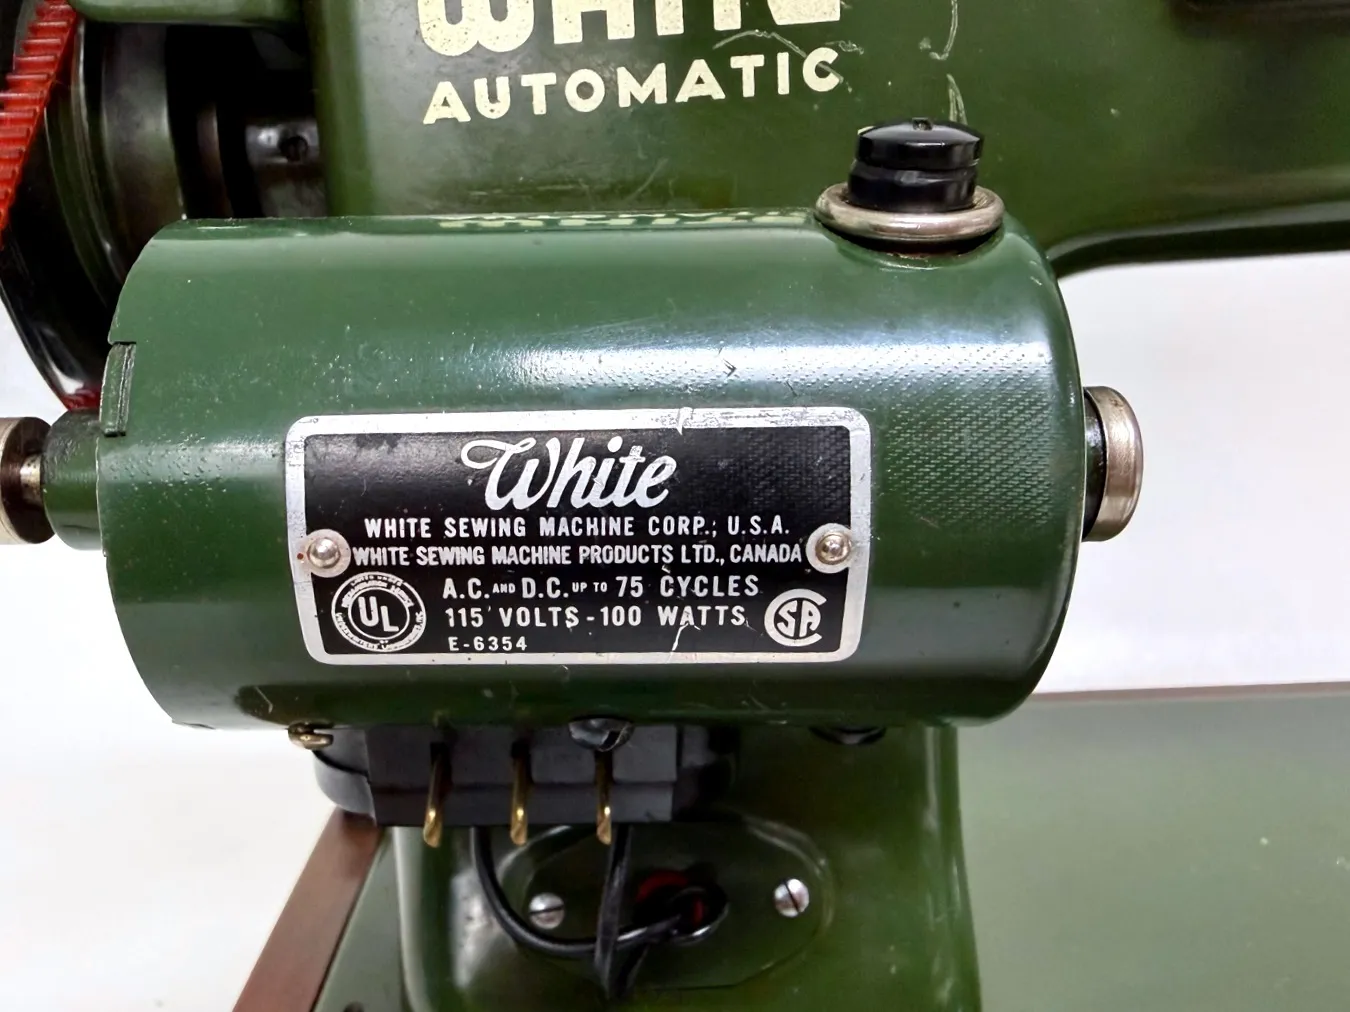 WHITE
AUTOMATIC
White
WHITE SEWING MACHINE CORP., U.S.A.
WHITE SEWING MACHINE PRODUCTS LTD., CANADA
A.C. AND D.C. UP TO 75 CYCLES
115 VOLTS-100 WATTS
E-6354
UL
SA